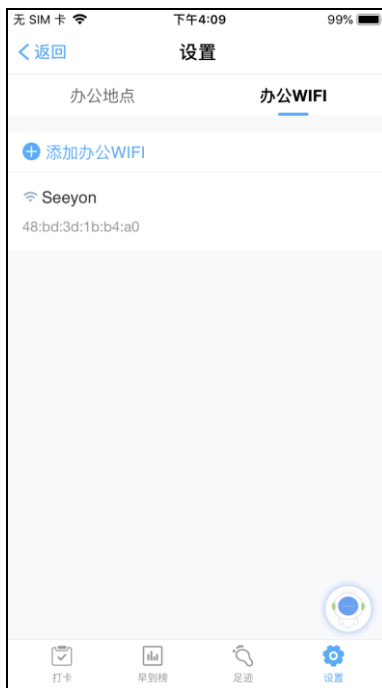 无 SIM 卡 下午4:09 99%
返回 设置
办公地点 办公WIFI
添加办公WIFI
Seeyon
48:bd:3d:1b:b4:a0
打卡 早到榜 足迹 设置